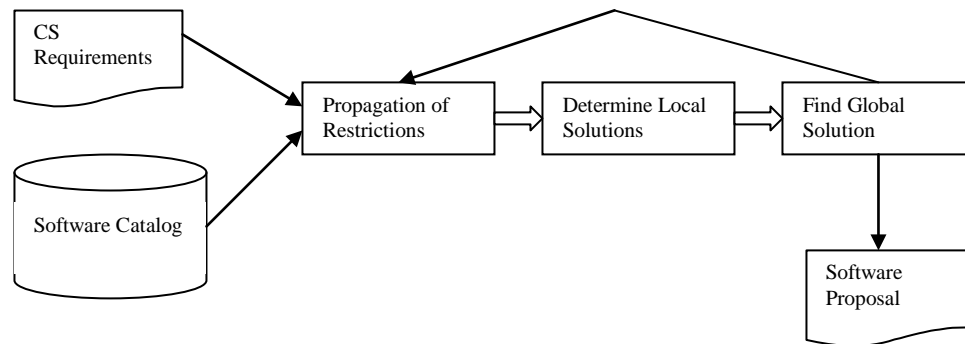 CS
Requirements
Propagation of
Restrictions
Determine Local
Solutions
Find Global
Solution
Software Catalog
Software
Proposal